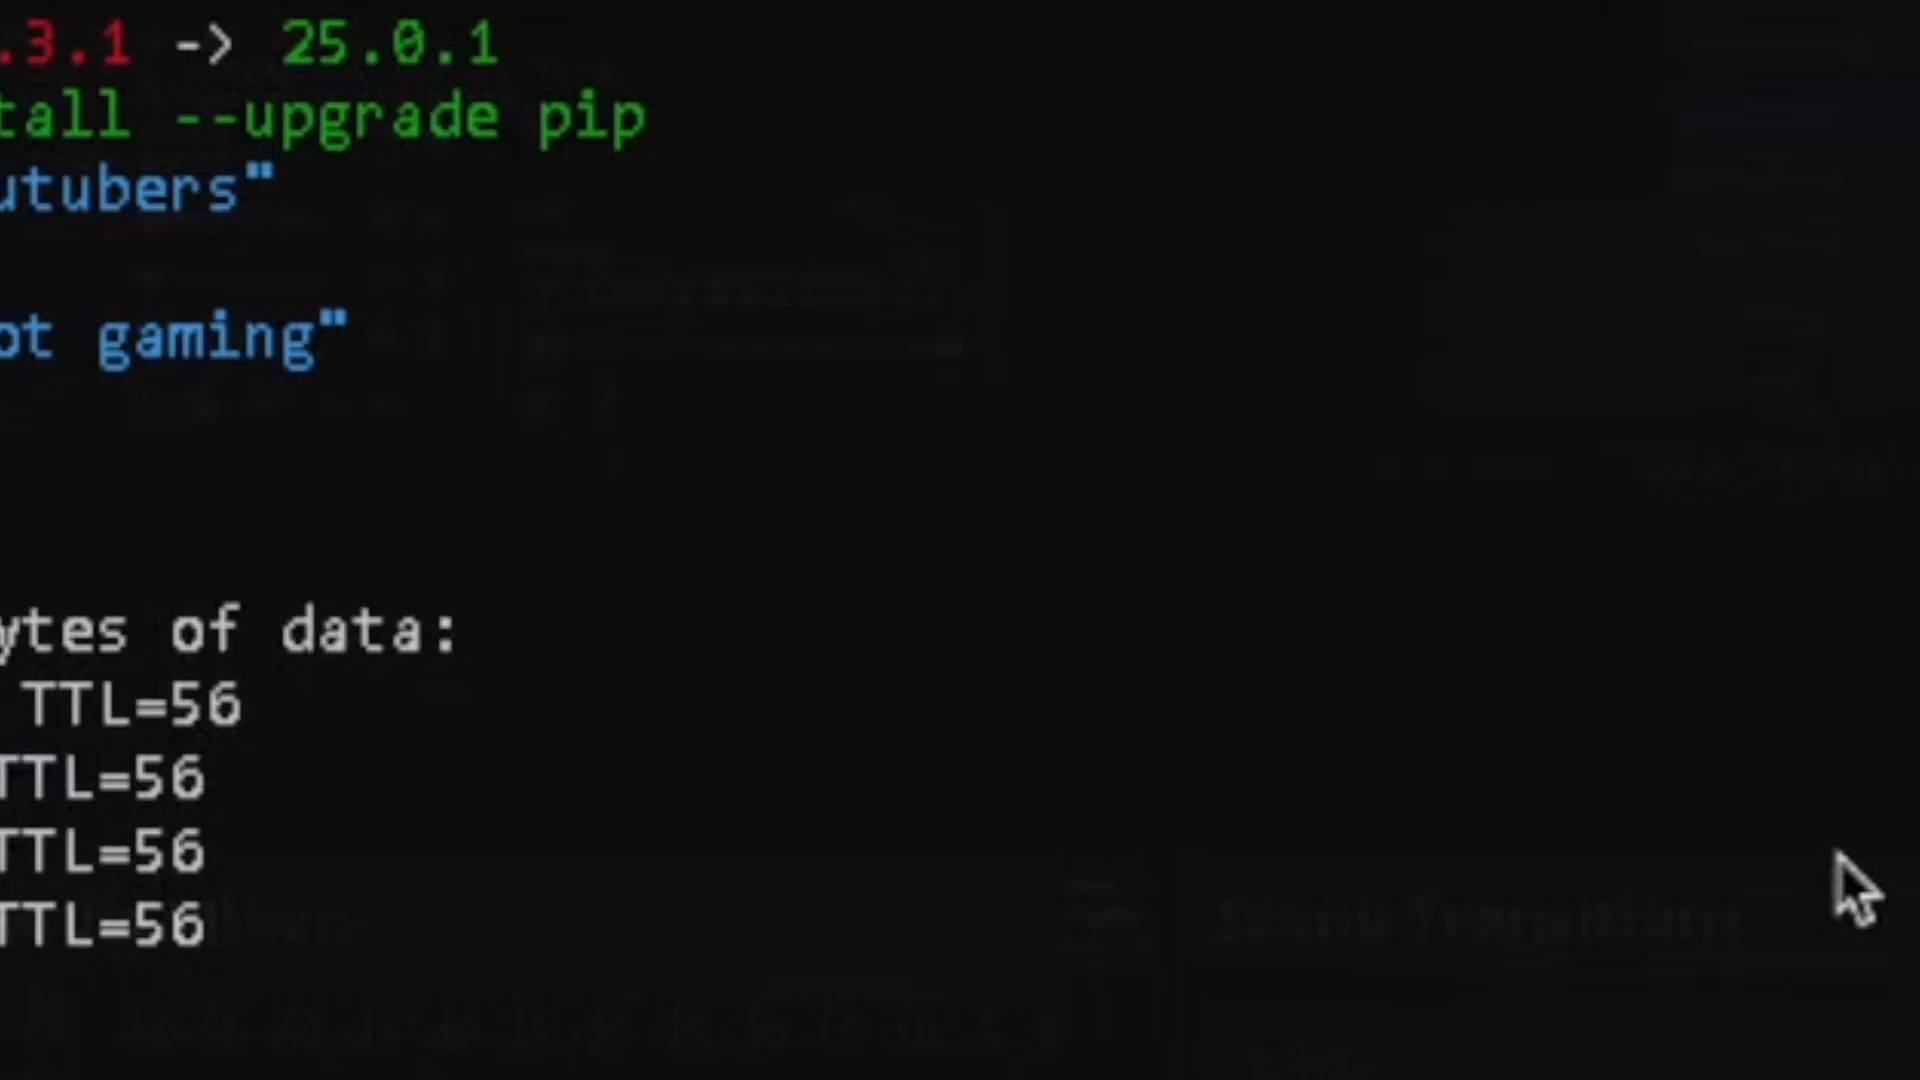 .3.1 -> 25.0.1
tall --upgrade pip
utubers"
ot gaming"
ytes of data:
TTL=56
TTL=56
TTL=56
TTL=56